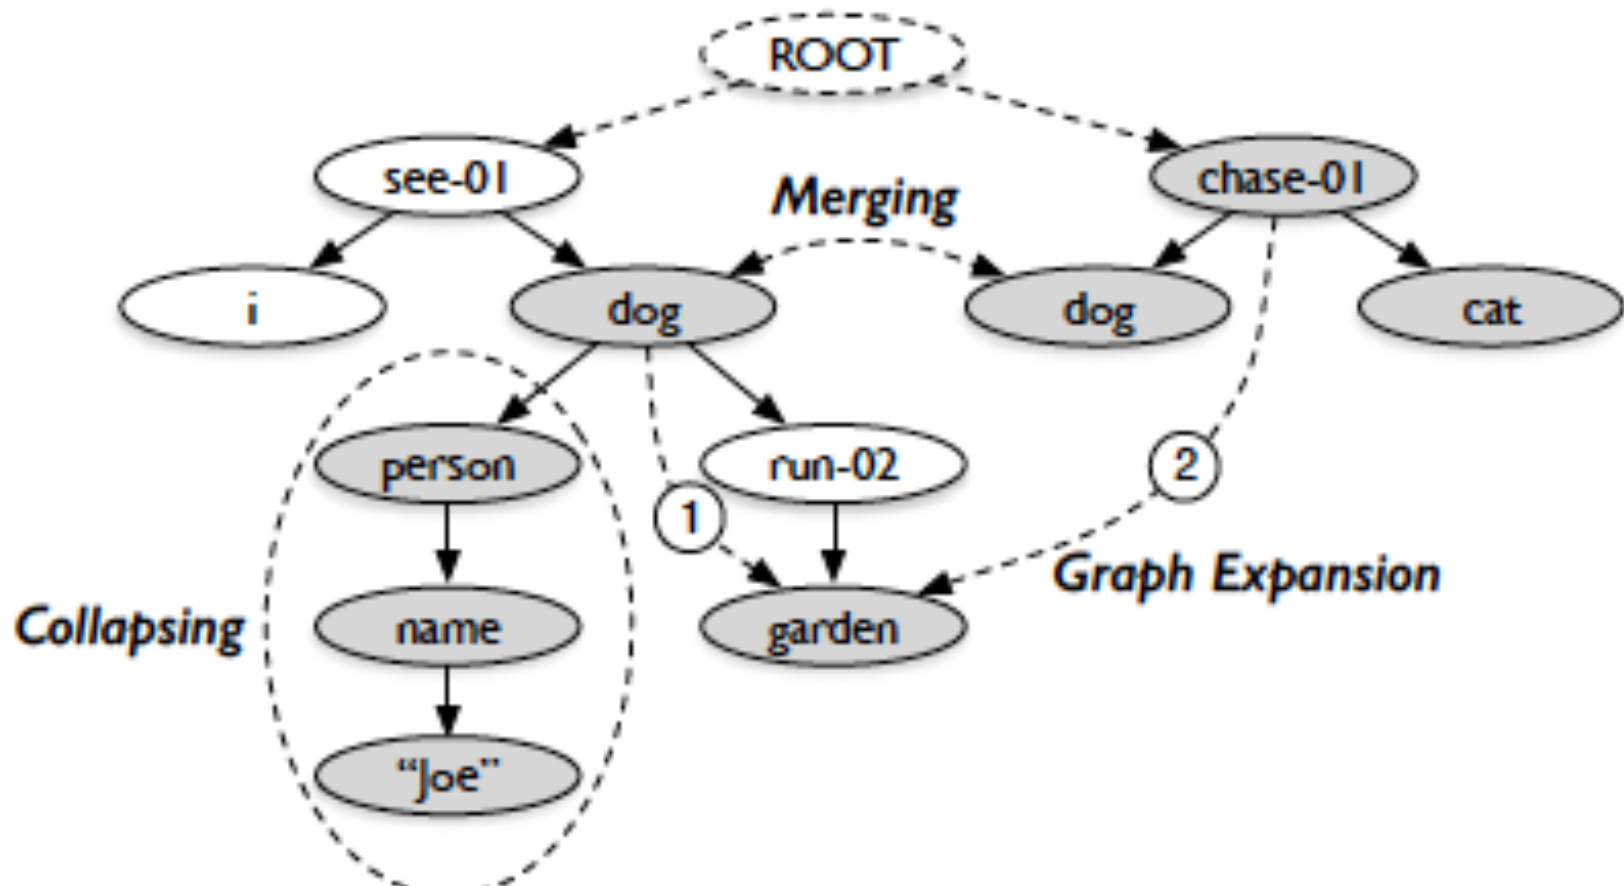 ROOT
see-01
chase-01
Merging
i
dog
dog
cat
person
run-02
2
1
Graph Expansion
Collapsing
name
garden
“Joe”